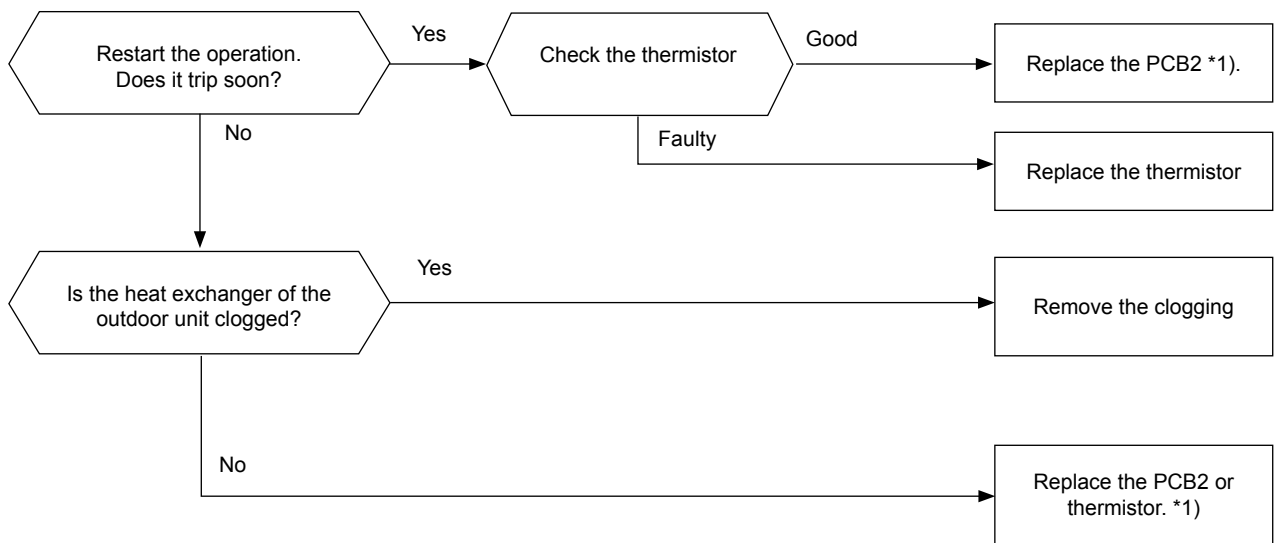 Restart the operation.
Does it trip soon?
Yes
Check the thermistor
Good
Replace the PCB2 *1).
No
Faulty
Replace the thermistor
Is the heat exchanger of the
outdoor unit clogged?
Yes
Remove the clogging
No
Replace the PCB2 or
thermistor. *1)